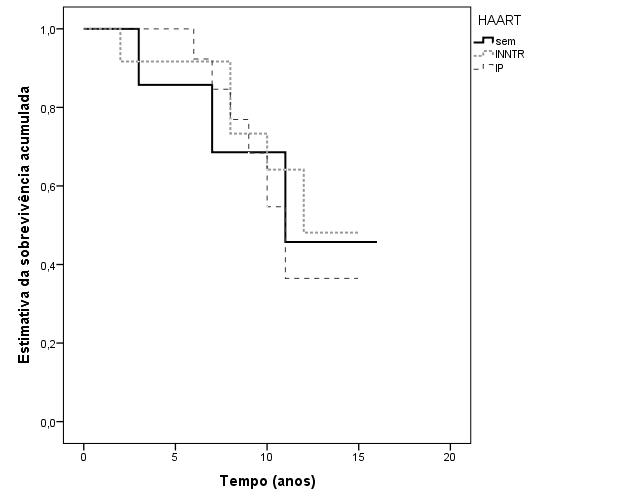 HAART
sem
INNTR
IP
Estimativa da sobrevivência acumulada
1,0
0,8
0,6
0,4
0,2
0,0
0 5 10 15 20
Tempo (anos)